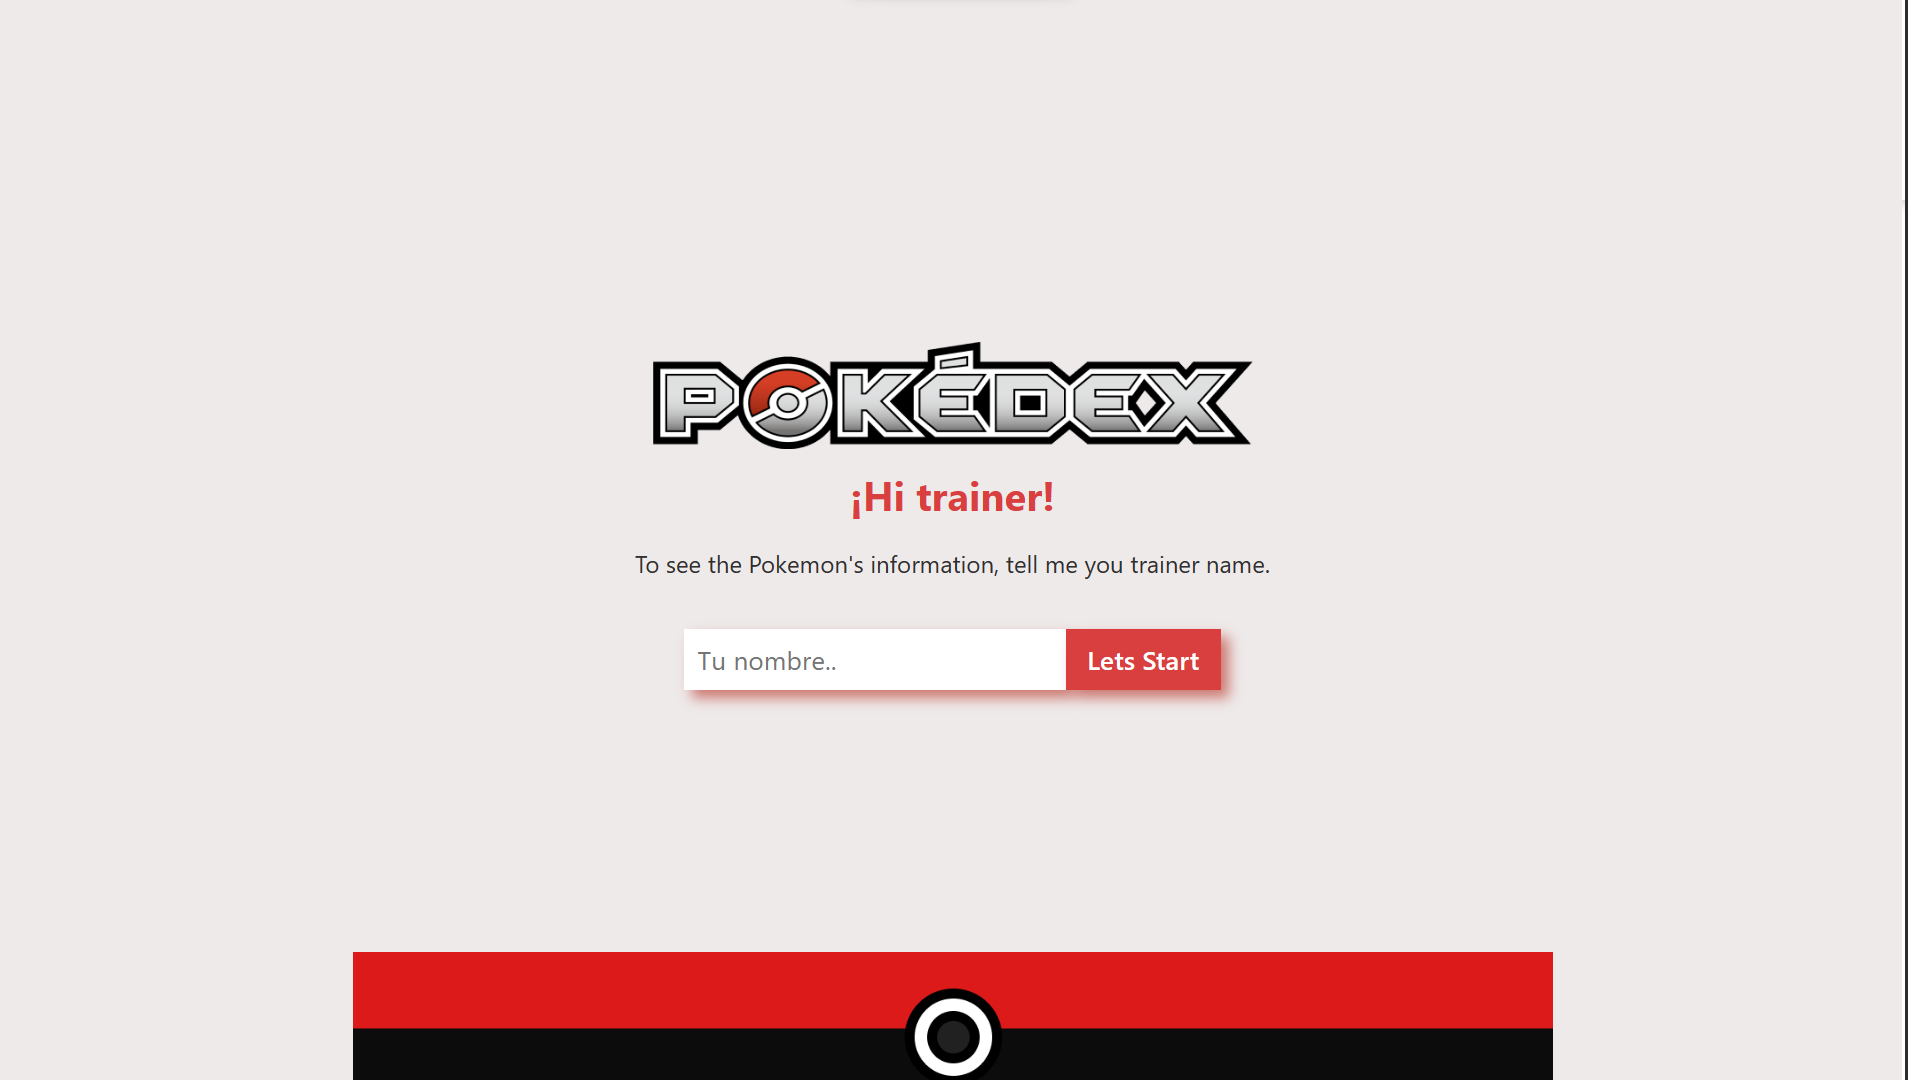 POKÉDEX
¡Hi trainer!
To see the Pokemon's information, tell me you trainer name.
Tu nombre..
Lets Start